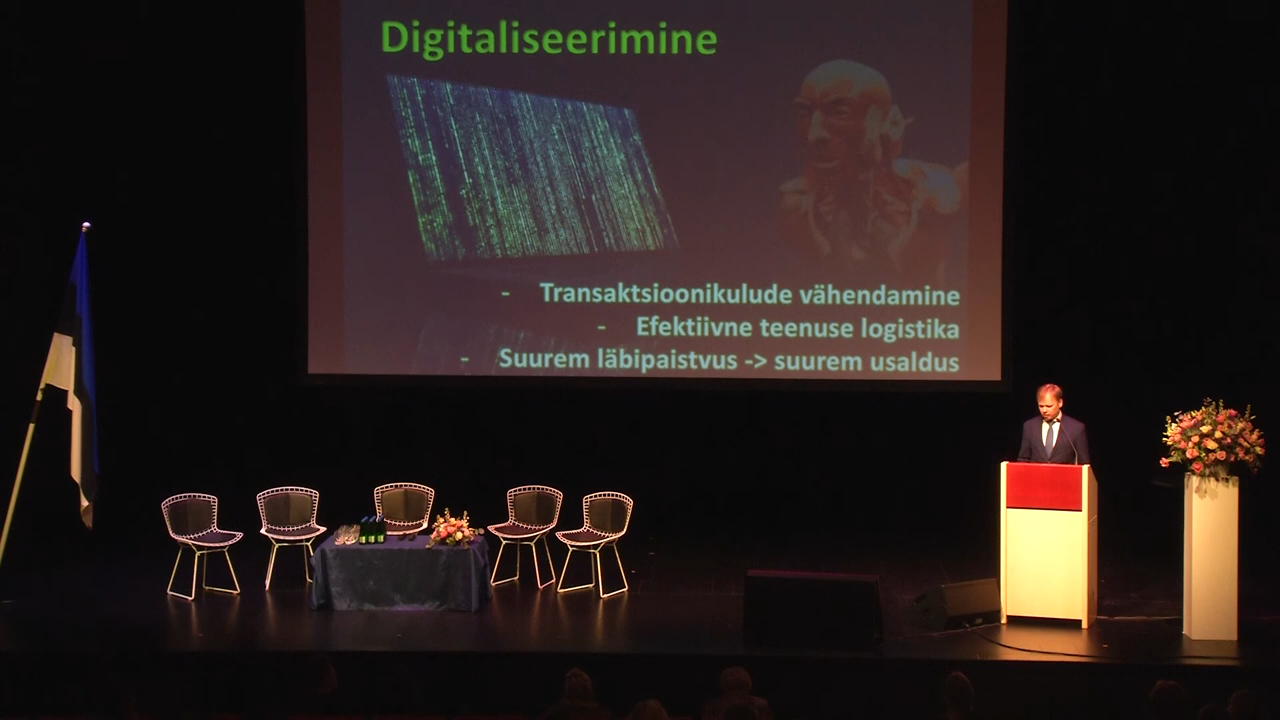 Digitaliseerimine
- Transaktsioonikulude vähendamine
- Efektiivne teenuse logistika
- Suurem läbipaistvus -> suurem usaldus